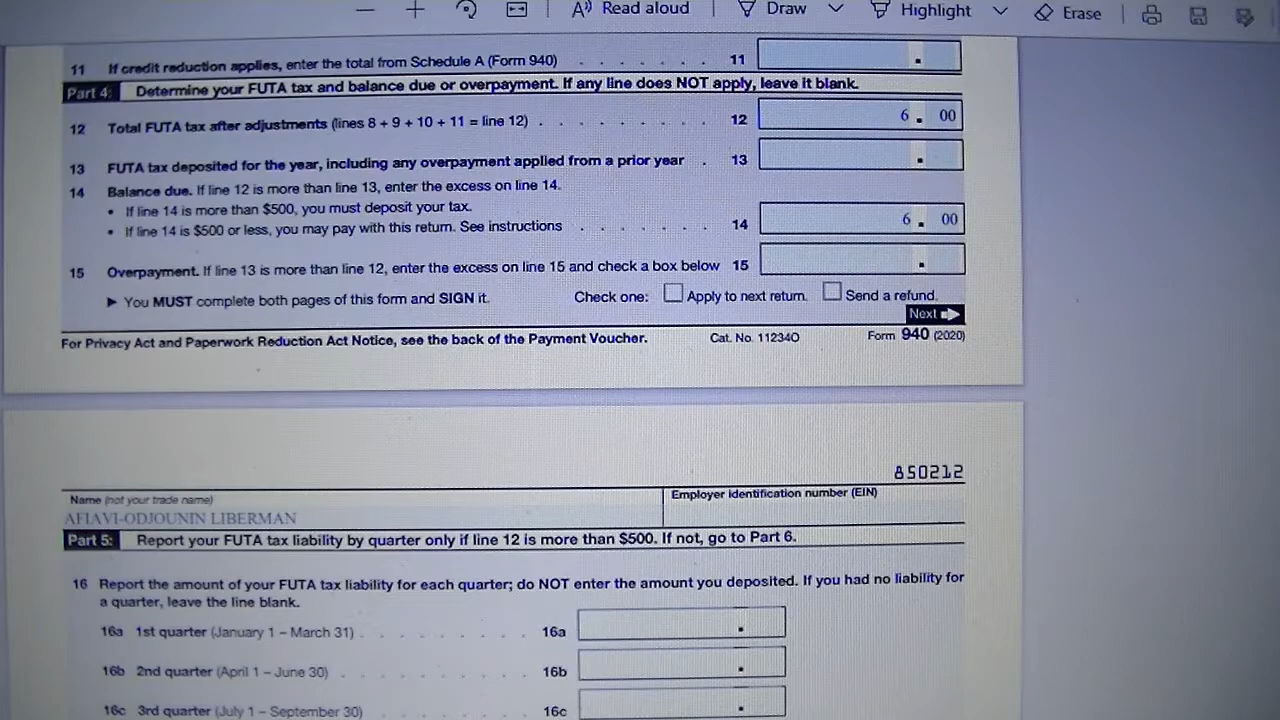 Read aloud Draw Highlight Erase
11 If credit reduction applies, enter the total from Schedule A (Form 940) . . . . . . . 11 .
Part 4: Determine your FUTA tax and balance due or overpayment. If any line does NOT apply, leave it blank.
12 Total FUTA tax after adjustments (lines 8 + 9 + 10 + 11 = line 12) . . . . . . . . . 12 6 . 00
13 FUTA tax deposited for the year, including any overpayment applied from a prior year . 13 .
14 Balance due. If line 12 is more than line 13, enter the excess on line 14.
• If line 14 is more than $500, you must deposit your tax.
• If line 14 is $500 or less, you may pay with this return. See instructions . . . . . . . 14 6 . 00
15 Overpayment. If line 13 is more than line 12, enter the excess on line 15 and check a box below 15 .
▶ You MUST complete both pages of this form and SIGN it. Check one: Apply to next return. Send a refund.
Next
For Privacy Act and Paperwork Reduction Act Notice, see the back of the Payment Voucher. Cat. No. 11234O Form 940 (2020)
850212
Name (not your trade name) Employer identification number (EIN)
AFIAVI-ODJOUNIN LIBERMAN
Part 5: Report your FUTA tax liability by quarter only if line 12 is more than $500. If not, go to Part 6.
16 Report the amount of your FUTA tax liability for each quarter; do NOT enter the amount you deposited. If you had no liability for
a quarter, leave the line blank.
16a 1st quarter (January 1 – March 31) . . . . . . . . . 16a .
16b 2nd quarter (April 1 – June 30) . . . . . . . . . . 16b .
16c 3rd quarter (July 1 – September 30) . . . . . . . . 16c .